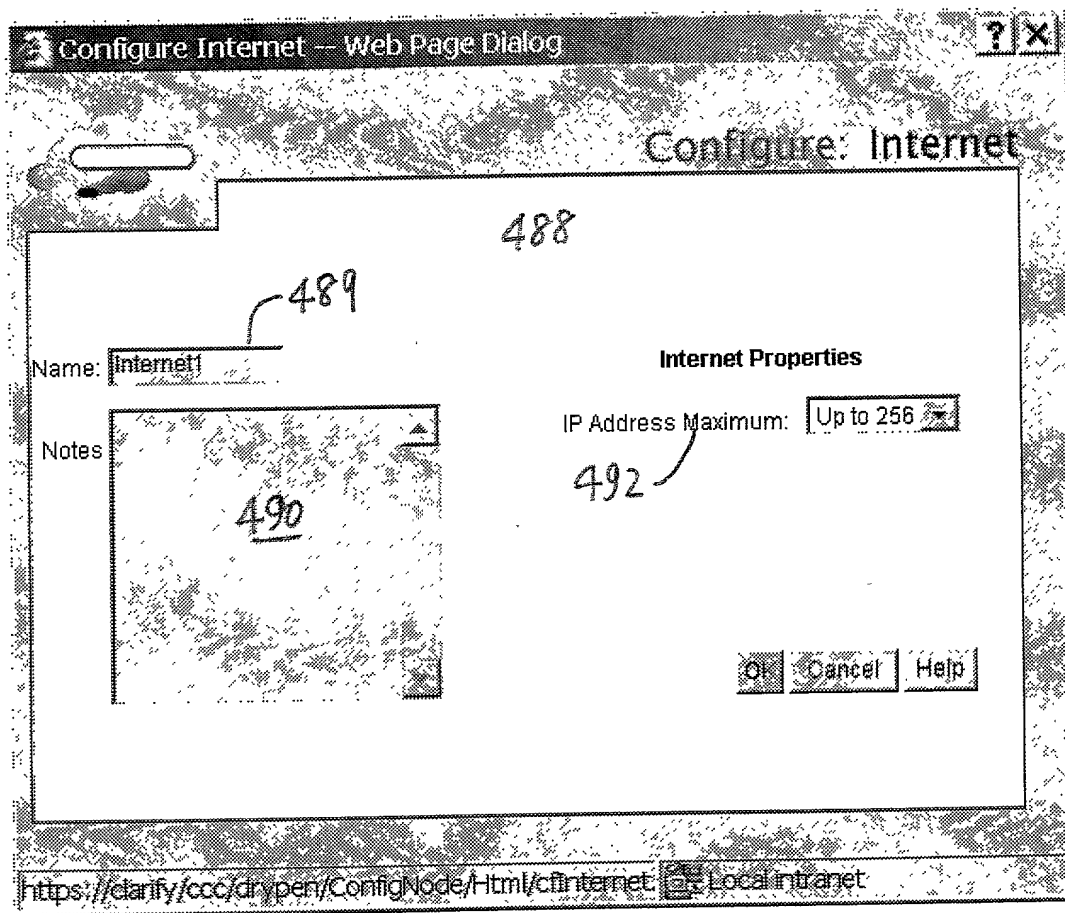 Configure Internet -- Web Page Dialog ? X
Configure: Internet
488
489
Name: Internet1
Internet Properties
IP Address Maximum: Up to 256
Notes
492
490
Ok Cancel Help
https://clarify/ccc/drypen/ConfigNode/Html/cfInternet. Local intranet